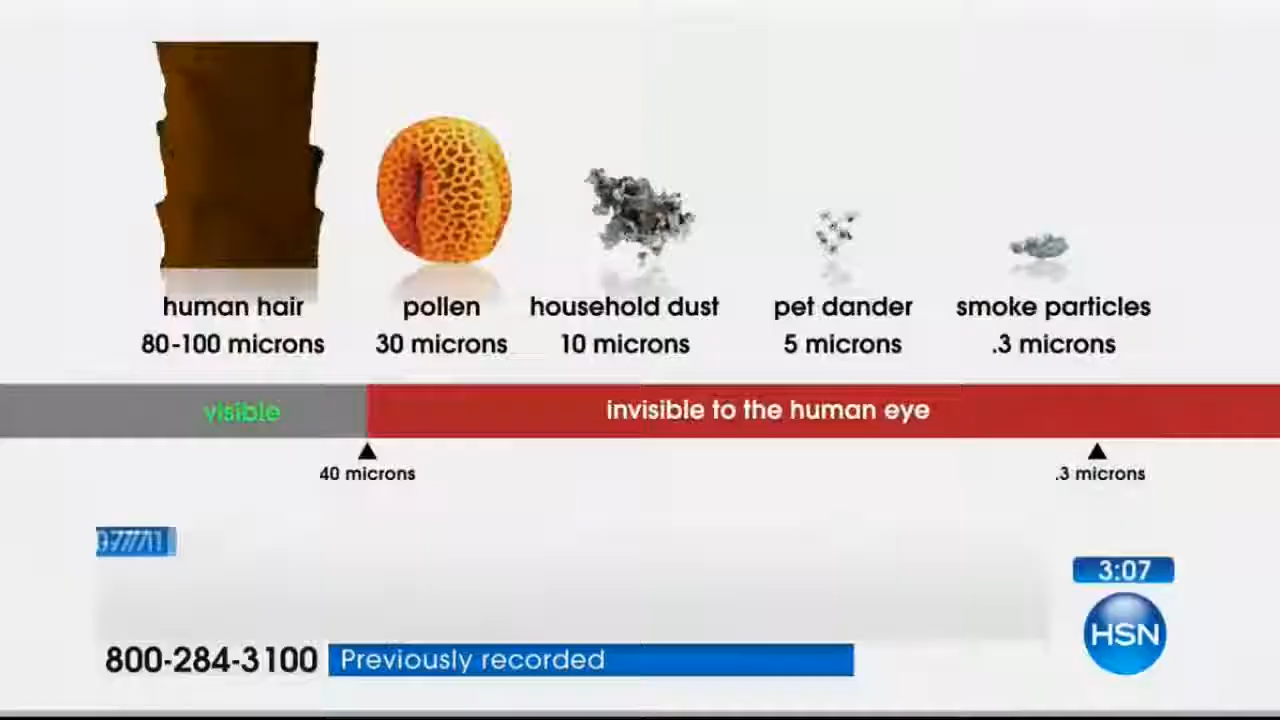 human hair
80-100 microns
pollen
30 microns
household dust
10 microns
pet dander
5 microns
smoke particles
.3 microns
visible
invisible to the human eye
40 microns
.3 microns
3:07
HSN
800-284-3100
Previously recorded